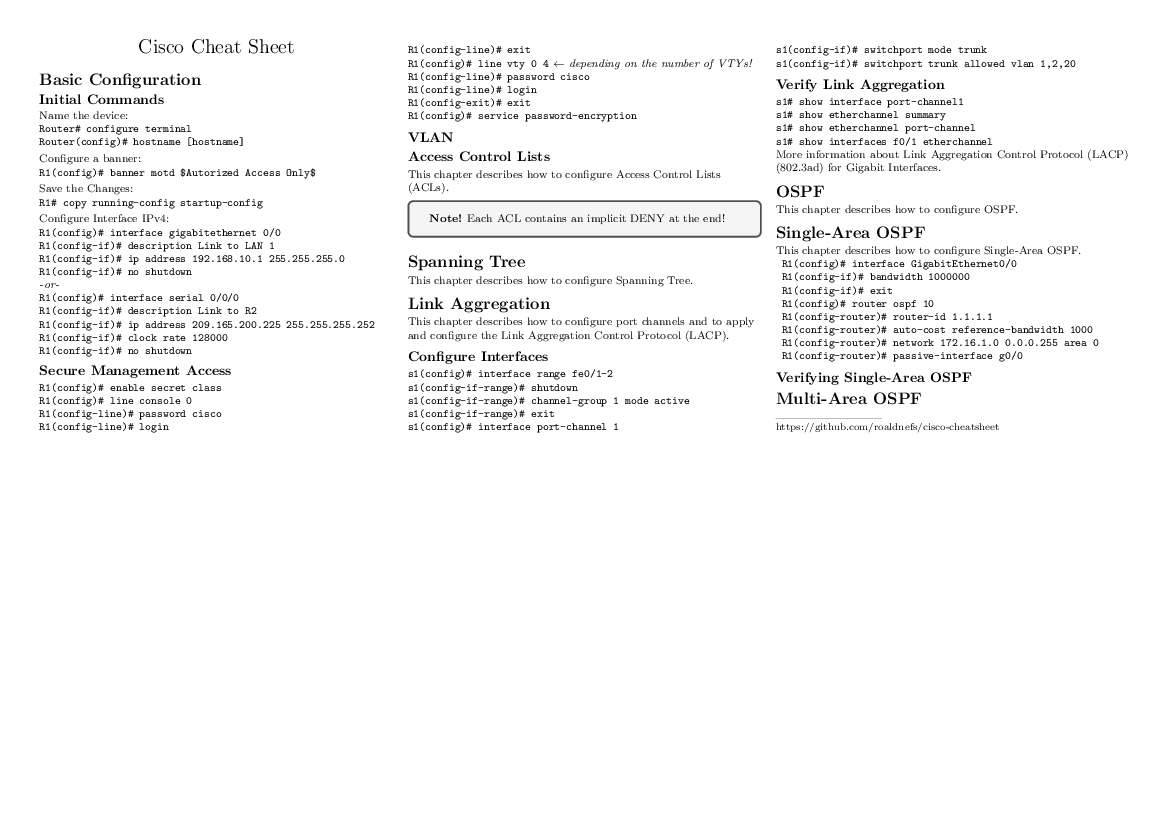 Cisco Cheat Sheet
Basic Configuration
Initial Commands
Name the device:
Router# configure terminal
Router(config)# hostname [hostname]
Configure a banner:
R1(config)# banner motd $Autorized Access Only$
Save the Changes:
R1# copy running-config startup-config
Configure Interface IPv4:
R1(config)# interface gigabitethernet 0/0
R1(config-if)# description Link to LAN 1
R1(config-if)# ip address 192.168.10.1 255.255.255.0
R1(config-if)# no shutdown
-or-
R1(config)# interface serial 0/0/0
R1(config-if)# description Link to R2
R1(config-if)# ip address 209.165.200.225 255.255.255.252
R1(config-if)# clock rate 128000
R1(config-if)# no shutdown
Secure Management Access
R1(config)# enable secret class
R1(config)# line console 0
R1(config-line)# password cisco
R1(config-line)# login
R1(config-line)# exit
R1(config)# line vty 0 4 ← depending on the number of VTYs!
R1(config-line)# password cisco
R1(config-line)# login
R1(config-exit)# exit
R1(config)# service password-encryption
VLAN
Access Control Lists
This chapter describes how to configure Access Control Lists
(ACLs).
Note! Each ACL contains an implicit DENY at the end!
Spanning Tree
This chapter describes how to configure Spanning Tree.
Link Aggregation
This chapter describes how to configure port channels and to apply
and configure the Link Aggregation Control Protocol (LACP).
Configure Interfaces
s1(config)# interface range fe0/1-2
s1(config-if-range)# shutdown
s1(config-if-range)# channel-group 1 mode active
s1(config-if-range)# exit
s1(config)# interface port-channel 1
s1(config-if)# switchport mode trunk
s1(config-if)# switchport trunk allowed vlan 1,2,20
Verify Link Aggregation
s1# show interface port-channel1
s1# show etherchannel summary
s1# show etherchannel port-channel
s1# show interfaces f0/1 etherchannel
More information about Link Aggregation Control Protocol (LACP)
(802.3ad) for Gigabit Interfaces.
OSPF
This chapter describes how to configure OSPF.
Single-Area OSPF
This chapter describes how to configure Single-Area OSPF.
R1(config)# interface GigabitEthernet0/0
R1(config-if)# bandwidth 1000000
R1(config-if)# exit
R1(config)# router ospf 10
R1(config-router)# router-id 1.1.1.1
R1(config-router)# auto-cost reference-bandwidth 1000
R1(config-router)# network 172.16.1.0 0.0.0.255 area 0
R1(config-router)# passive-interface g0/0
Verifying Single-Area OSPF
Multi-Area OSPF
https://github.com/roaldnefs/cisco-cheatsheet